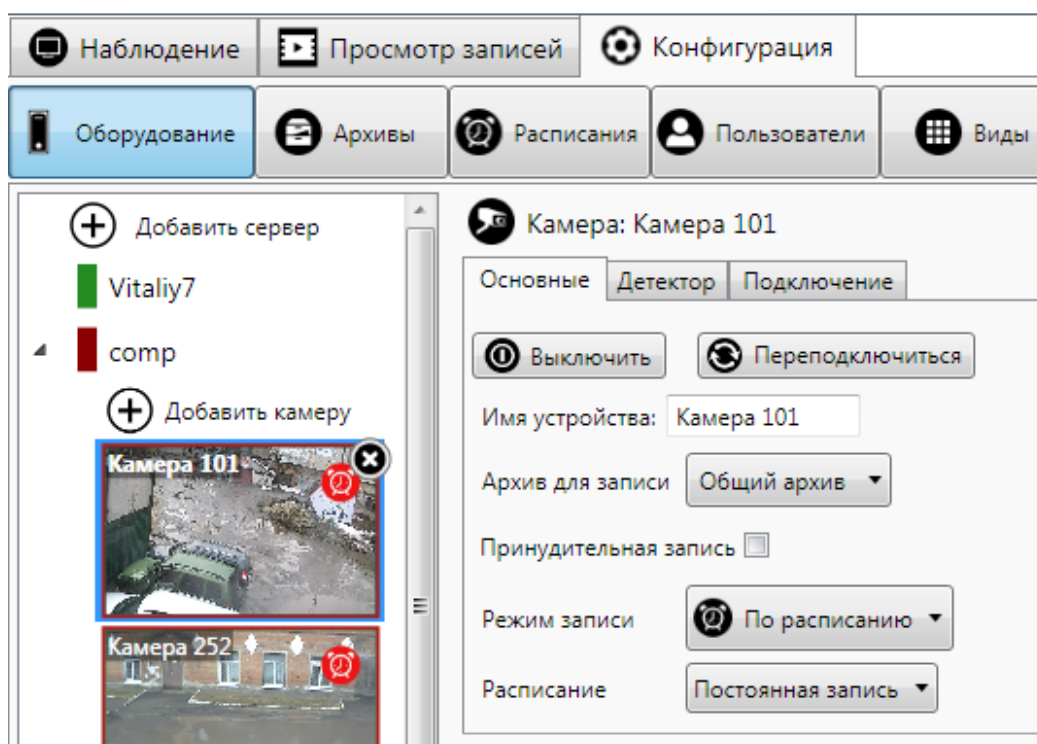 Наблюдение Просмотр записей Конфигурация
Оборудование Архивы Расписания Пользователи Виды
Добавить сервер
Vitaliy7
comp
Добавить камеру
Камера 101
Камера 252
Камера: Камера 101
Основные Детектор Подключение
Выключить Переподключиться
Имя устройства: Камера 101
Архив для записи Общий архив
Принудительная запись
Режим записи По расписанию
Расписание Постоянная запись